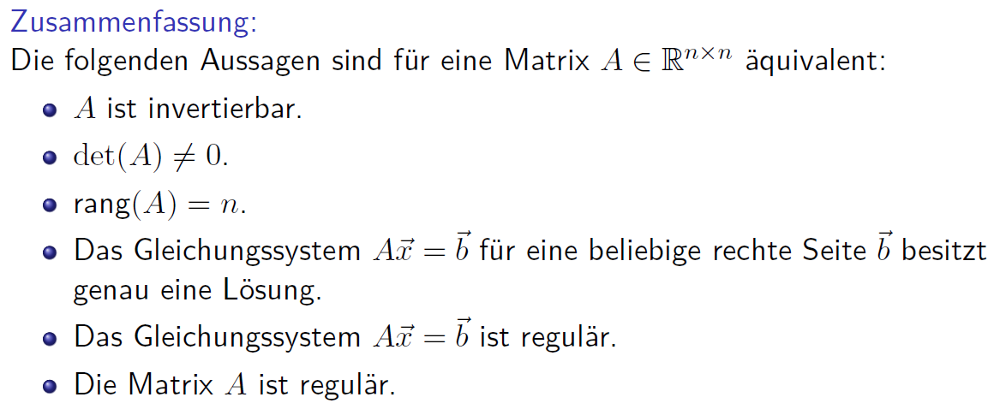 Zusammenfassung:
Die folgenden Aussagen sind für eine Matrix $A \in \mathbb{R}^{n \times n}$ äquivalent:
• $A$ ist invertierbar.
• $\det(A) \neq 0$.
• rang$(A) = n$.
• Das Gleichungssystem $A\vec{x} = \vec{b}$ für eine beliebige rechte Seite $\vec{b}$ besitzt
genau eine Lösung.
• Das Gleichungssystem $A\vec{x} = \vec{b}$ ist regulär.
• Die Matrix $A$ ist regulär.